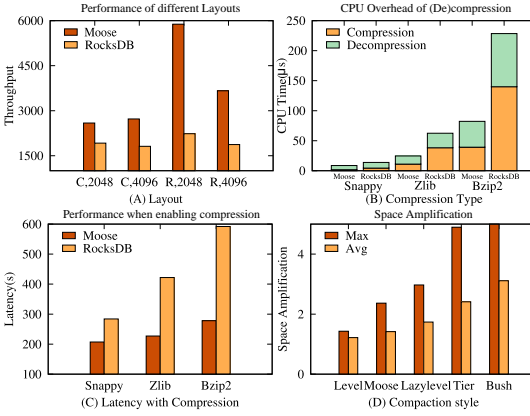 Performance of different Layouts
6000
4500
3000
1500
Throughput
Moose
RocksDB
C,2048 C,4096 R,2048 R,4096
(A) Layout
CPU Overhead of (De)compression
250
200
150
100
50
0
CPU Time(μs)
Compression
Decompression
Moose RocksDB Moose RocksDB Moose RocksDB
Snappy Zlib Bzip2
(B) Compression Type
Performance when enabling compression
600
500
400
300
200
100
Latency(s)
Moose
RocksDB
Snappy Zlib Bzip2
(C) Latency with Compression
Space Amplification
5
4
3
2
1
0
Space Amplification
Max
Avg
Level Moose Lazylevel Tier Bush
(D) Compaction style